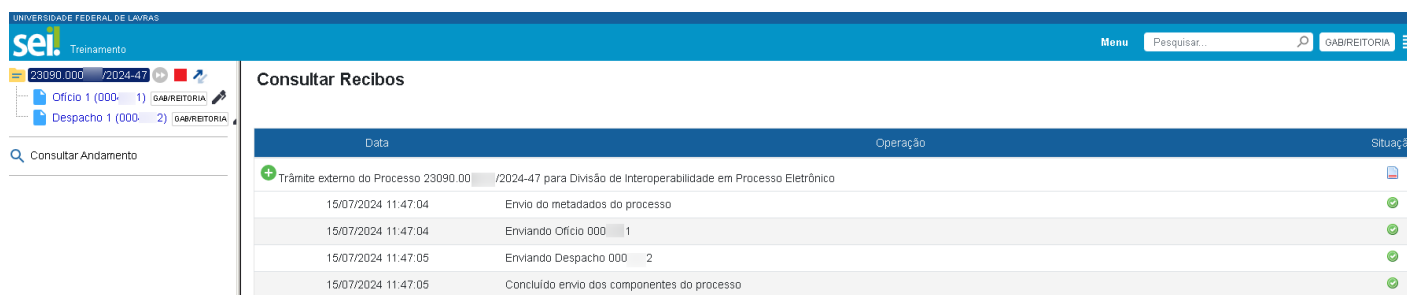 UNIVERSIDADE FEDERAL DE LAVRAS
sei. Treinamento
Menu Pesquisar... GAB/REITORIA
23090.000 /2024-47
Ofício 1 (000 1) GAB/REITORIA
Despacho 1 (000 2) GAB/REITORIA
Consultar Andamento
Consultar Recibos
Data Operação Situaçã
Trâmite externo do Processo 23090.00 /2024-47 para Divisão de Interoperabilidade em Processo Eletrônico
15/07/2024 11:47:04 Envio do metadados do processo
15/07/2024 11:47:04 Enviando Ofício 000 1
15/07/2024 11:47:05 Enviando Despacho 000 2
15/07/2024 11:47:05 Concluído envio dos componentes do processo